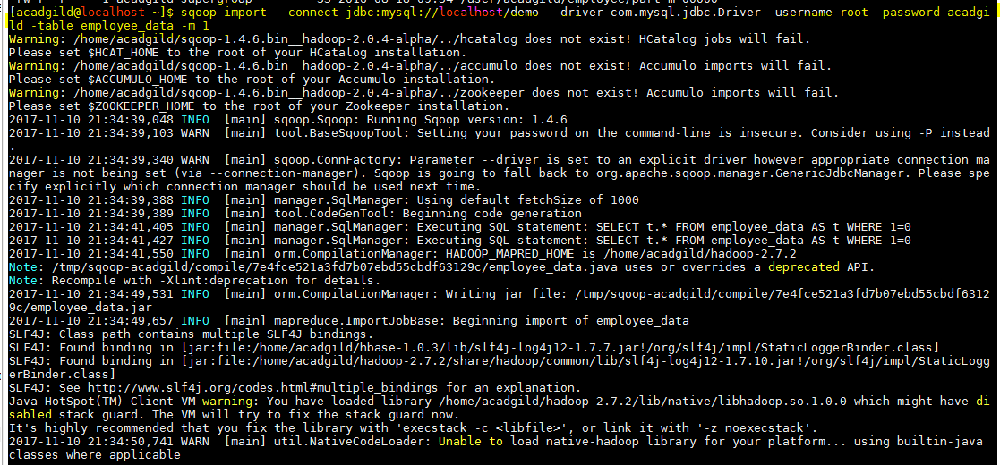 [acadgild@localhost ~]$ sqoop import --connect jdbc:mysql://localhost/demo --driver com.mysql.jdbc.Driver -username root -password acadgi
ld -table employee_data -m 1
Warning: /home/acadgild/sqoop-1.4.6.bin__hadoop-2.0.4-alpha/../hcatalog does not exist! HCatalog jobs will fail.
Please set $HCAT_HOME to the root of your HCatalog installation.
Warning: /home/acadgild/sqoop-1.4.6.bin__hadoop-2.0.4-alpha/../accumulo does not exist! Accumulo imports will fail.
Please set $ACCUMULO_HOME to the root of your Accumulo installation.
Warning: /home/acadgild/sqoop-1.4.6.bin__hadoop-2.0.4-alpha/../zookeeper does not exist! Accumulo imports will fail.
Please set $ZOOKEEPER_HOME to the root of your Zookeeper installation.
2017-11-10 21:34:39,048 INFO  [main] sqoop.Sqoop: Running Sqoop version: 1.4.6
2017-11-10 21:34:39,103 WARN  [main] tool.BaseSqoopTool: Setting your password on the command-line is insecure. Consider using -P instead
.
2017-11-10 21:34:39,340 WARN  [main] sqoop.ConnFactory: Parameter --driver is set to an explicit driver however appropriate connection ma
nager is not being set (via --connection-manager). Sqoop is going to fall back to org.apache.sqoop.manager.GenericJdbcManager. Please spe
cify explicitly which connection manager should be used next time.
2017-11-10 21:34:39,388 INFO  [main] manager.SqlManager: Using default fetchSize of 1000
2017-11-10 21:34:39,389 INFO  [main] tool.CodeGenTool: Beginning code generation
2017-11-10 21:34:41,405 INFO  [main] manager.SqlManager: Executing SQL statement: SELECT t.* FROM employee_data AS t WHERE 1=0
2017-11-10 21:34:41,427 INFO  [main] manager.SqlManager: Executing SQL statement: SELECT t.* FROM employee_data AS t WHERE 1=0
2017-11-10 21:34:41,550 INFO  [main] orm.CompilationManager: HADOOP_MAPRED_HOME is /home/acadgild/hadoop-2.7.2
Note: /tmp/sqoop-acadgild/compile/7e4fce521a3fd7b07ebd55cbdf63129c/employee_data.java uses or overrides a deprecated API.
Note: Recompile with -Xlint:deprecation for details.
2017-11-10 21:34:49,531 INFO  [main] orm.CompilationManager: Writing jar file: /tmp/sqoop-acadgild/compile/7e4fce521a3fd7b07ebd55cbdf6312
9c/employee_data.jar
2017-11-10 21:34:49,657 INFO  [main] mapreduce.ImportJobBase: Beginning import of employee_data
SLF4J: Class path contains multiple SLF4J bindings.
SLF4J: Found binding in [jar:file:/home/acadgild/hbase-1.0.3/lib/slf4j-log4j12-1.7.7.jar!/org/slf4j/impl/StaticLoggerBinder.class]
SLF4J: Found binding in [jar:file:/home/acadgild/hadoop-2.7.2/share/hadoop/common/lib/slf4j-log4j12-1.7.10.jar!/org/slf4j/impl/StaticLogg
erBinder.class]
SLF4J: See http://www.slf4j.org/codes.html#multiple_bindings for an explanation.
Java HotSpot(TM) Client VM warning: You have loaded library /home/acadgild/hadoop-2.7.2/lib/native/libhadoop.so.1.0.0 which might have di
sabled stack guard. The VM will try to fix the stack guard now.
It's highly recommended that you fix the library with 'execstack -c <libfile>', or link it with '-z noexecstack'.
2017-11-10 21:34:50,741 WARN  [main] util.NativeCodeLoader: Unable to load native-hadoop library for your platform... using builtin-java
classes where applicable